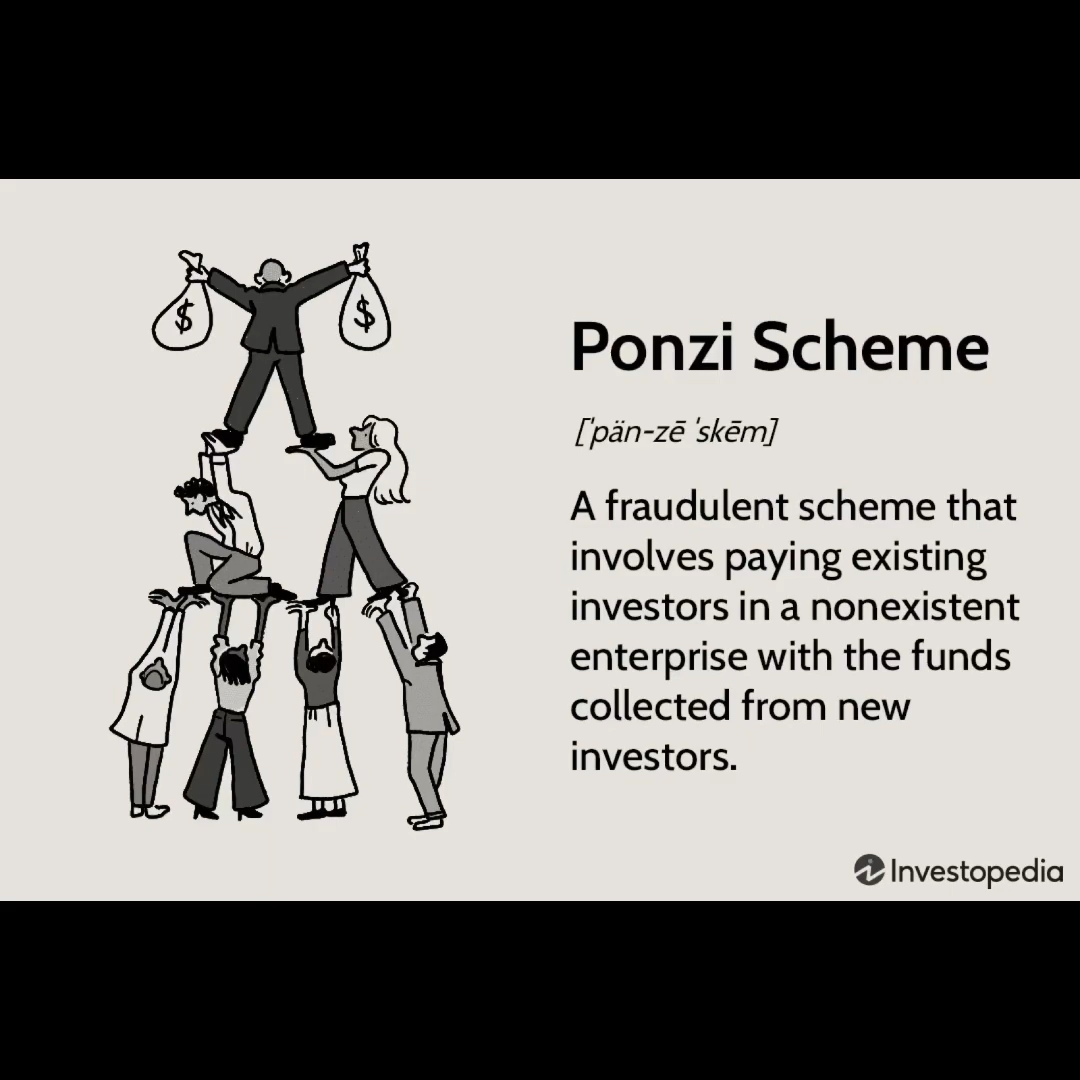 $ $
Ponzi Scheme
[ˈpän-zē ˈskēm]
A fraudulent scheme that
involves paying existing
investors in a nonexistent
enterprise with the funds
collected from new
investors.
Investopedia